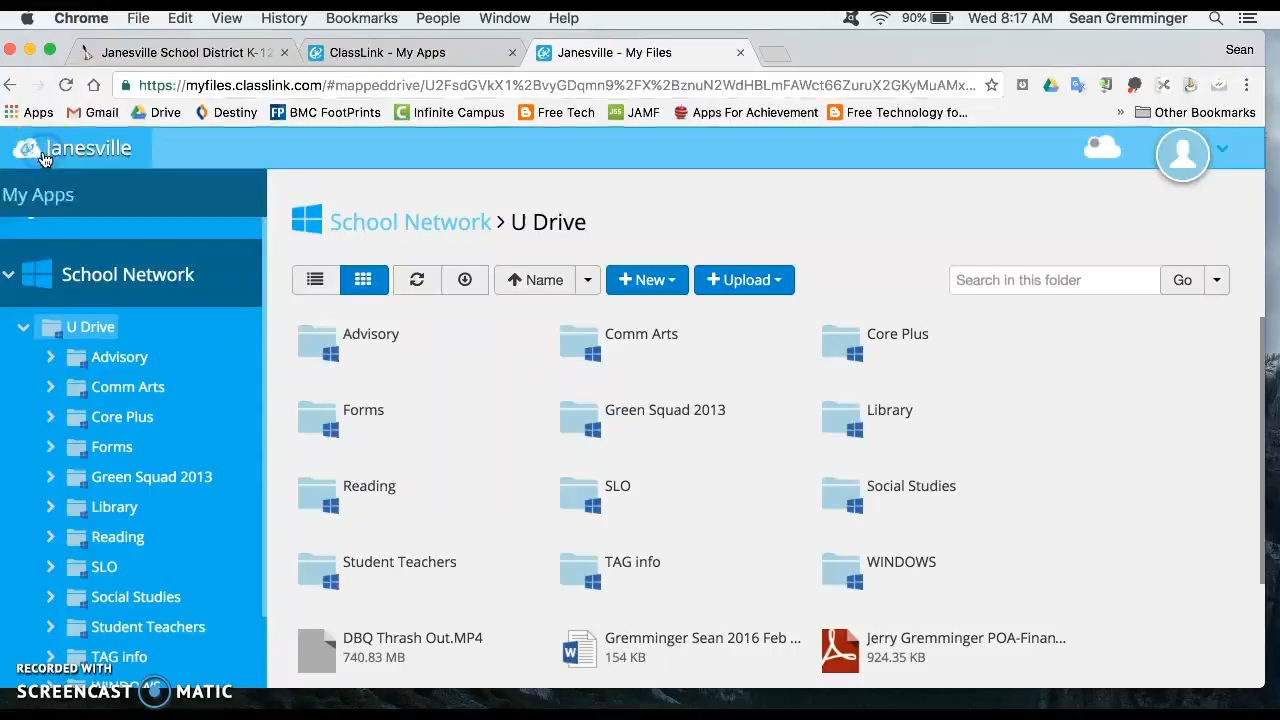 Chrome File Edit View History Bookmarks People Window Help 90% Wed 8:17 AM Sean Gremminger
Janesville School District K-12 × ClassLink - My Apps × Janesville - My Files × Sean
https://myfiles.classlink.com/#mappeddrive/U2FsdGVkX1%2BvyGDqmn9%2FX%2BznuN2WdHBLmFAWct66ZuruX2GKyMuAMx...
Apps Gmail Drive Destiny FP BMC FootPrints Infinite Campus Free Tech JSS JAMF Apps For Achievement Free Technology fo... » Other Bookmarks
Janesville
My Apps
School Network > U Drive
School Network
Name +New +Upload Search in this folder Go
U Drive
Advisory
Comm Arts
Core Plus
Forms
Green Squad 2013
Library
Reading
SLO
Social Studies
Student Teachers
TAG info
WINDOWS
Advisory Comm Arts Core Plus
Forms Green Squad 2013 Library
Reading SLO Social Studies
Student Teachers TAG info WINDOWS
DBQ Thrash Out.MP4 Gremminger Sean 2016 Feb ... Jerry Gremminger POA-Finan...
740.83 MB 154 KB 924.35 KB
RECORDED WITH
SCREENCAST MATIC